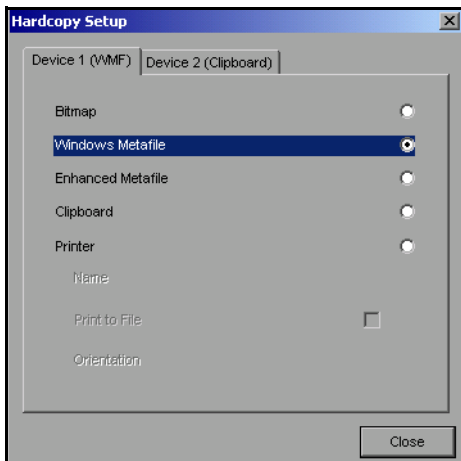 Hardcopy Setup
Device 1 (WMF) Device 2 (Clipboard)
Bitmap
Windows Metafile
Enhanced Metafile
Clipboard
Printer
Name
Print to File
Orientation
Close